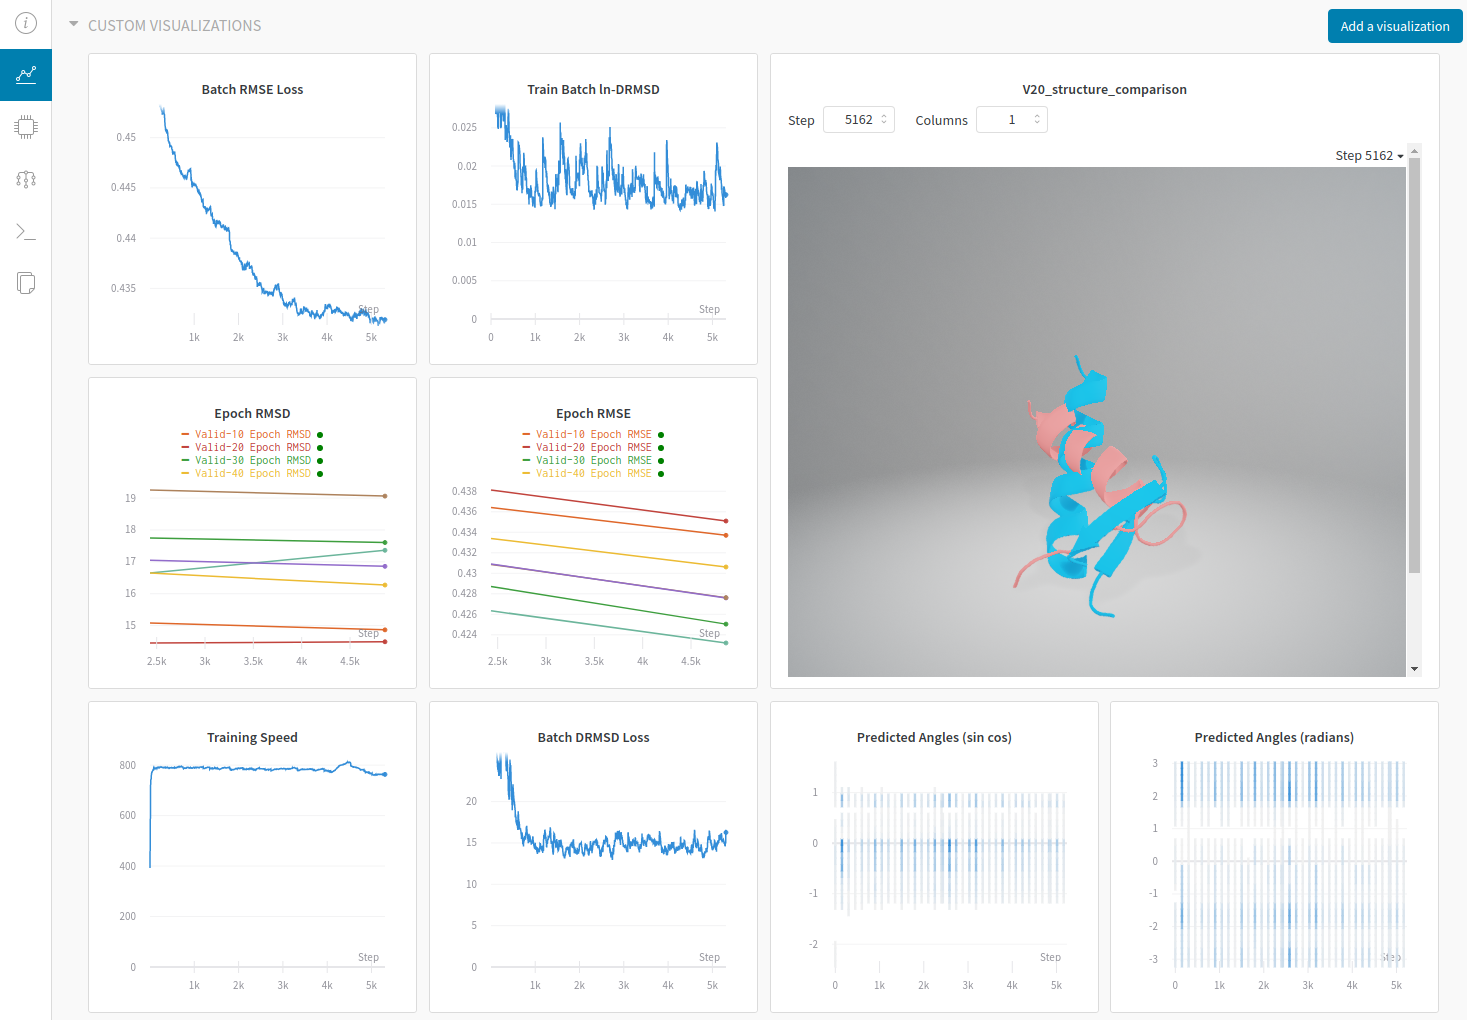 CUSTOM VISUALIZATIONS
Add a visualization
Batch RMSE Loss
0.45
0.445
0.44
0.435
Step
1k 2k 3k 4k 5k
Train Batch ln-DRMSD
0.025
0.02
0.015
0.01
0.005
0
Step
0 1k 2k 3k 4k 5k
V20_structure_comparison
Step 5162 Columns 1
Step 5162
Epoch RMSD
Valid-10 Epoch RMSD
Valid-20 Epoch RMSD
Valid-30 Epoch RMSD
Valid-40 Epoch RMSD
19
18
17
16
15
Step
2.5k 3k 3.5k 4k 4.5k
Epoch RMSE
Valid-10 Epoch RMSE
Valid-20 Epoch RMSE
Valid-30 Epoch RMSE
Valid-40 Epoch RMSE
0.438
0.436
0.434
0.432
0.43
0.428
0.426
0.424
Step
2.5k 3k 3.5k 4k 4.5k
Training Speed
800
600
400
200
0
Step
1k 2k 3k 4k 5k
Batch DRMSD Loss
20
15
10
5
0
Step
1k 2k 3k 4k 5k
Predicted Angles (sin cos)
1
0
-1
-2
Step
0 1k 2k 3k 4k 5k
Predicted Angles (radians)
3
2
1
0
-1
-2
-3
Step
0 1k 2k 3k 4k 5k